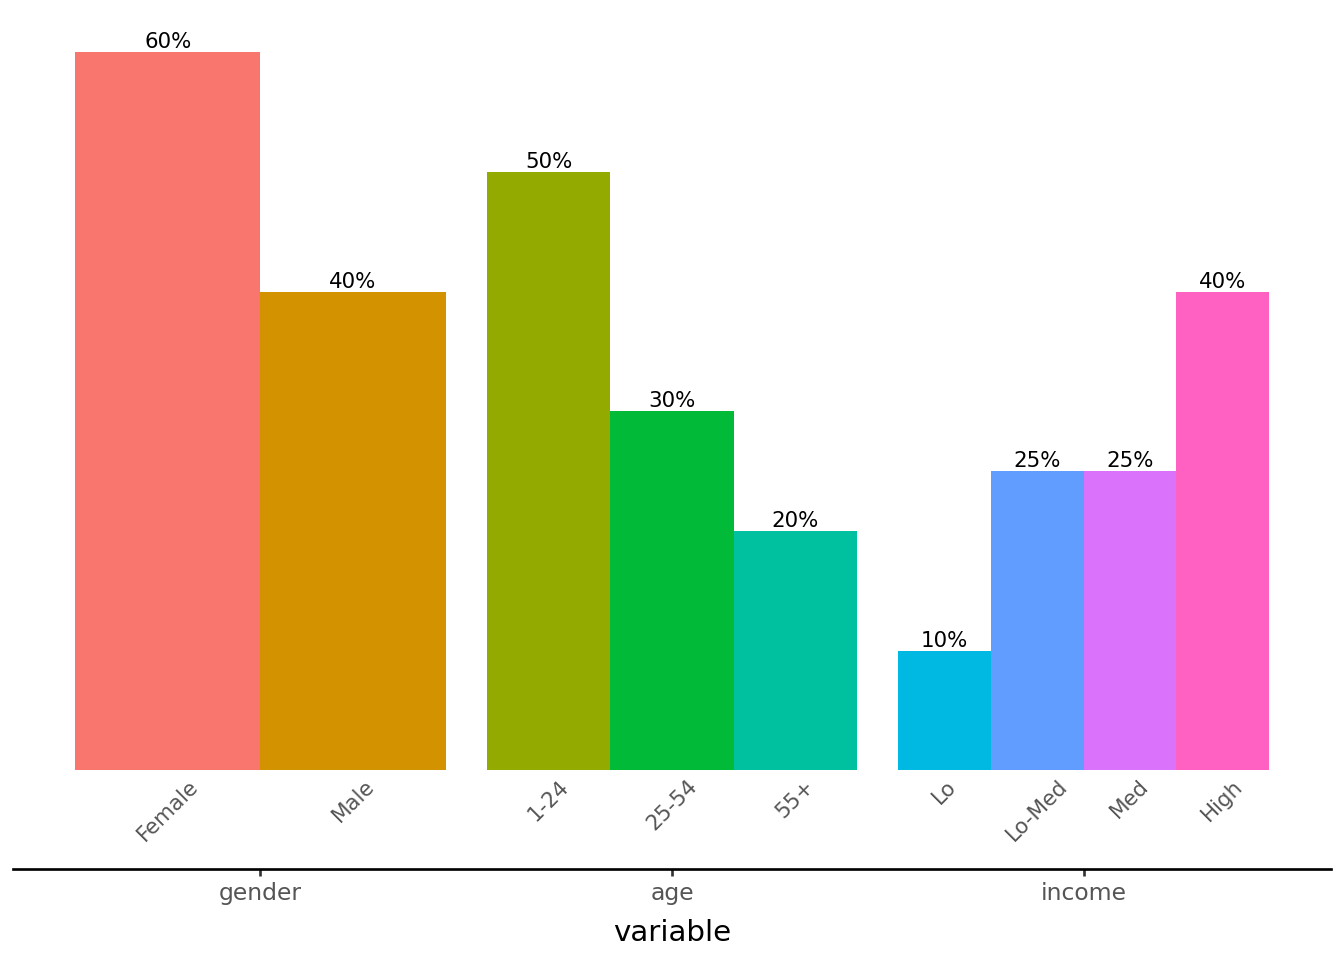 60%
50%
40%
40%
30%
25%
25%
20%
10%
Female
Male
1-24
25-54
55+
Lo
Lo-Med
Med
High
gender
age
income
variable